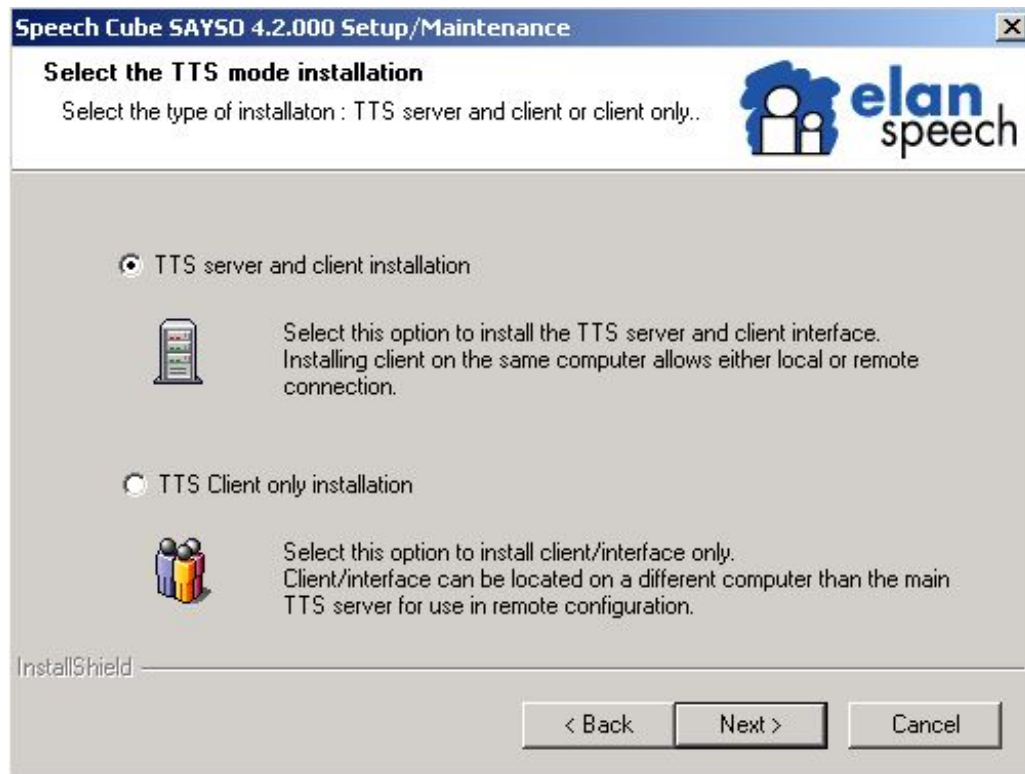 Speech Cube SAYSO 4.2.000 Setup/Maintenance
Select the TTS mode installation
Select the type of installaton : TTS server and client or client only..
elan
speech
TTS server and client installation
Select this option to install the TTS server and client interface.
Installing client on the same computer allows either local or remote
connection.
TTS Client only installation
Select this option to install client/interface only.
Client/interface can be located on a different computer than the main
TTS server for use in remote configuration.
InstallShield
< Back
Next >
Cancel